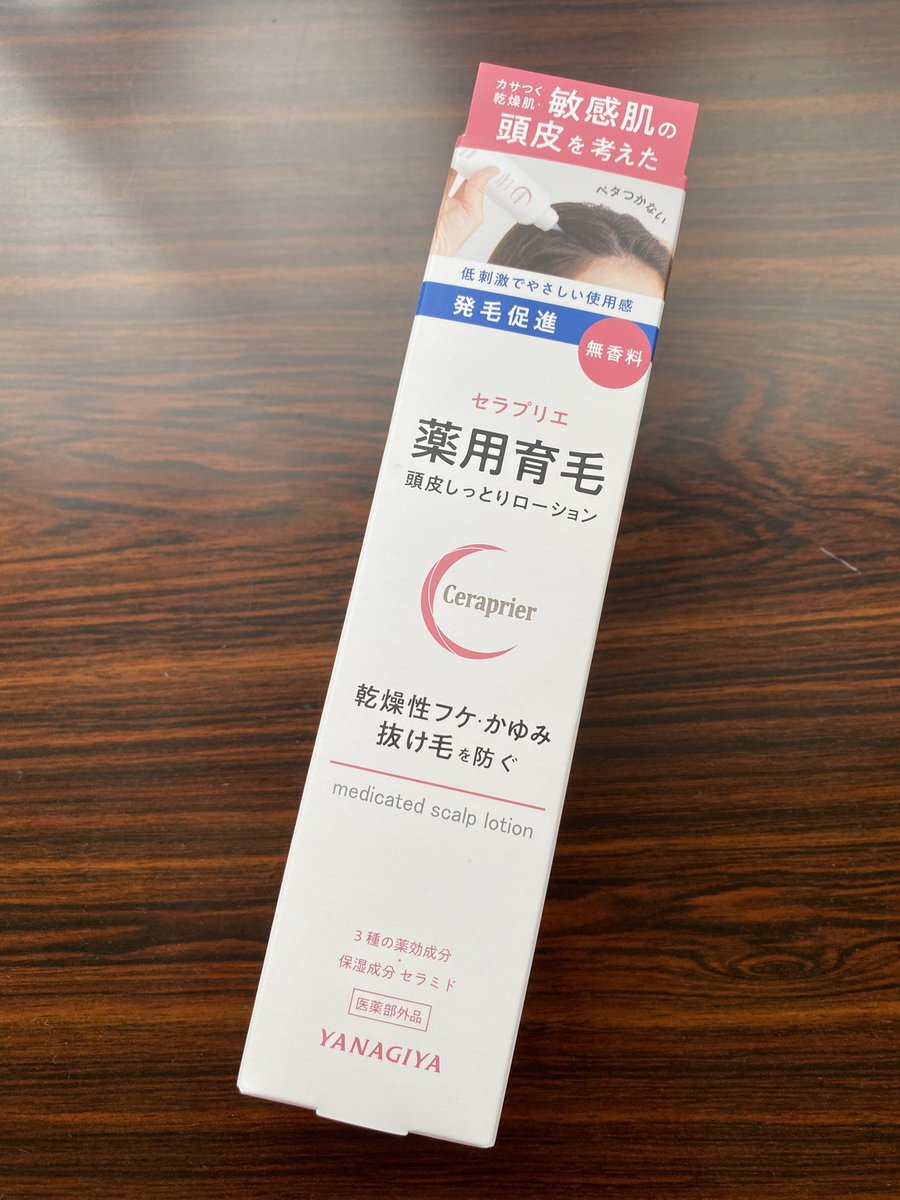 カサつく
乾燥肌・敏感肌の
頭皮を考えた
ベタつかない
低刺激でやさしい使用感
発毛促進
無香料
セラプリエ
薬用育毛
頭皮しっとりローション
Ceraprier
乾燥性フケ・かゆみ
抜け毛を防ぐ
medicated scalp lotion
3種の薬効成分
・
保湿成分 セラミド
医薬部外品
YANAGIYA